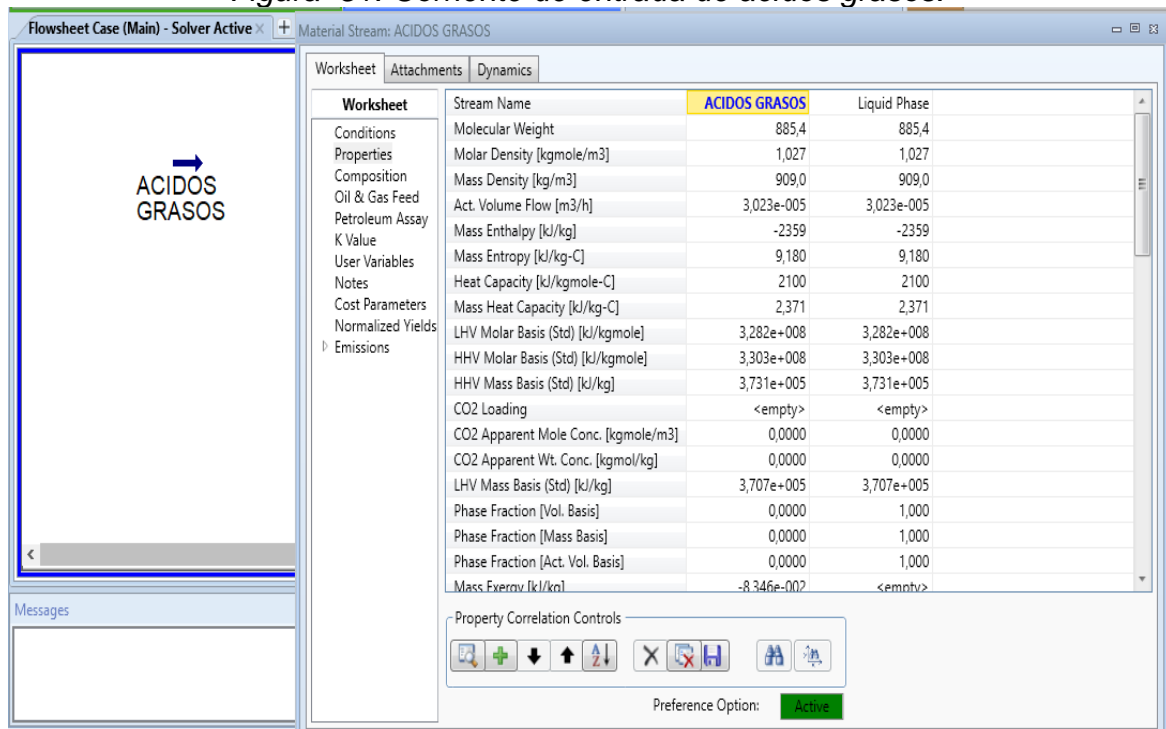 Flowsheet Case (Main) - Solver Active × +
Material Stream: ACIDOS GRASOS
Worksheet Attachments Dynamics
Worksheet
Conditions
Properties
Composition
Oil & Gas Feed
Petroleum Assay
K Value
User Variables
Notes
Cost Parameters
Normalized Yields
Emissions
Stream Name ACIDOS GRASOS Liquid Phase
Molecular Weight 885,4 885,4
Molar Density [kgmole/m3] 1,027 1,027
Mass Density [kg/m3] 909,0 909,0
Act. Volume Flow [m3/h] 3,023e-005 3,023e-005
Mass Enthalpy [kJ/kg] -2359 -2359
Mass Entropy [kJ/kg-C] 9,180 9,180
Heat Capacity [kJ/kgmole-C] 2100 2100
Mass Heat Capacity [kJ/kg-C] 2,371 2,371
LHV Molar Basis (Std) [kJ/kgmole] 3,282e+008 3,282e+008
HHV Molar Basis (Std) [kJ/kgmole] 3,303e+008 3,303e+008
HHV Mass Basis (Std) [kJ/kg] 3,731e+005 3,731e+005
CO2 Loading <empty> <empty>
CO2 Apparent Mole Conc. [kgmole/m3] 0,0000 0,0000
CO2 Apparent Wt. Conc. [kgmol/kg] 0,0000 0,0000
LHV Mass Basis (Std) [kJ/kg] 3,707e+005 3,707e+005
Phase Fraction [Vol. Basis] 0,0000 1,000
Phase Fraction [Mass Basis] 0,0000 1,000
Phase Fraction [Act. Vol. Basis] 0,0000 1,000
Mass Exergy [kJ/kg] -8,346e-002 <empty>
ACIDOS
GRASOS
Messages
Property Correlation Controls
Preference Option: Active